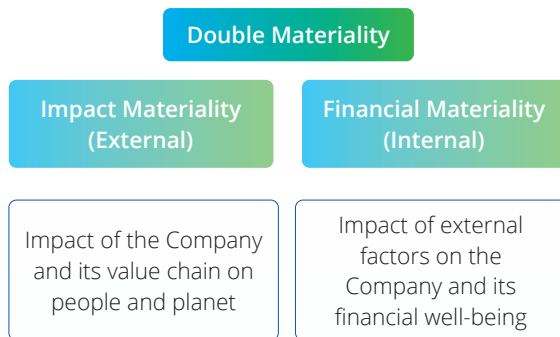 Double Materiality
Impact Materiality
(External)
Financial Materiality
(Internal)
Impact of the Company
and its value chain on
people and planet
Impact of external
factors on the
Company and its
financial well-being